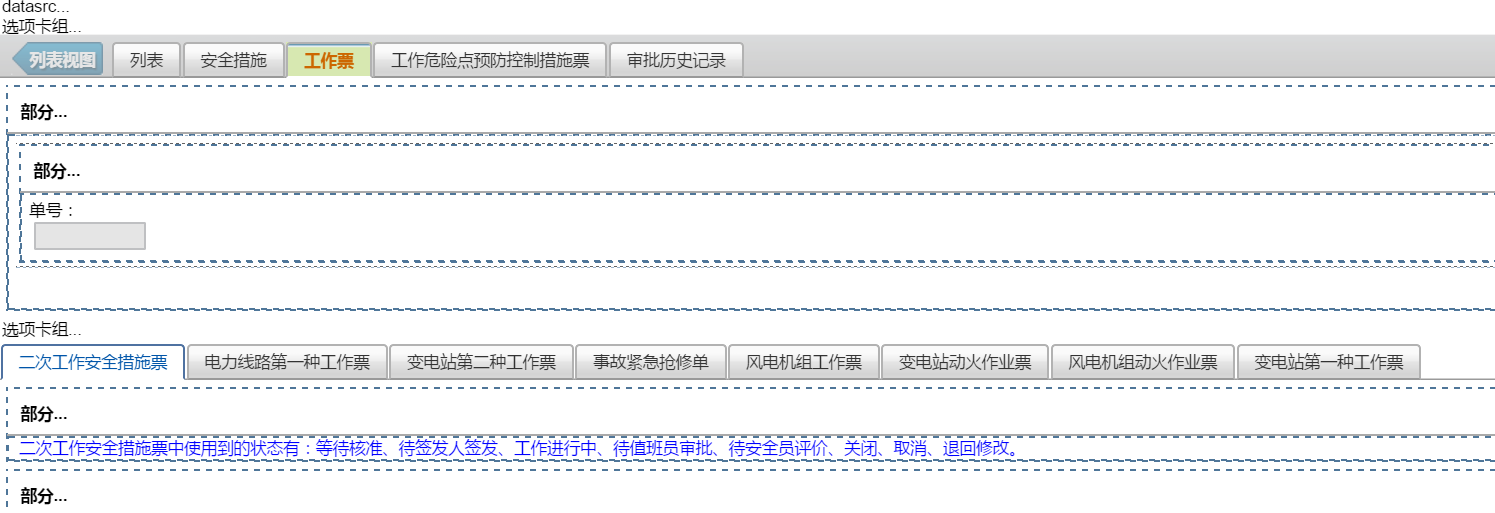 datasrc...
选项卡组...
列表视图 列表 安全措施 工作票 工作危险点预防控制措施票 审批历史记录
部分...
部分...
单号：
选项卡组...
二次工作安全措施票 电力线路第一种工作票 变电站第二种工作票 事故紧急抢修单 风电机组工作票 变电站动火作业票 风电机组动火作业票 变电站第一种工作票
部分...
二次工作安全措施票中使用到的状态有：等待核准、待签发人签发、工作进行中、待值班员审批、待安全员评价、关闭、取消、退回修改。
部分...